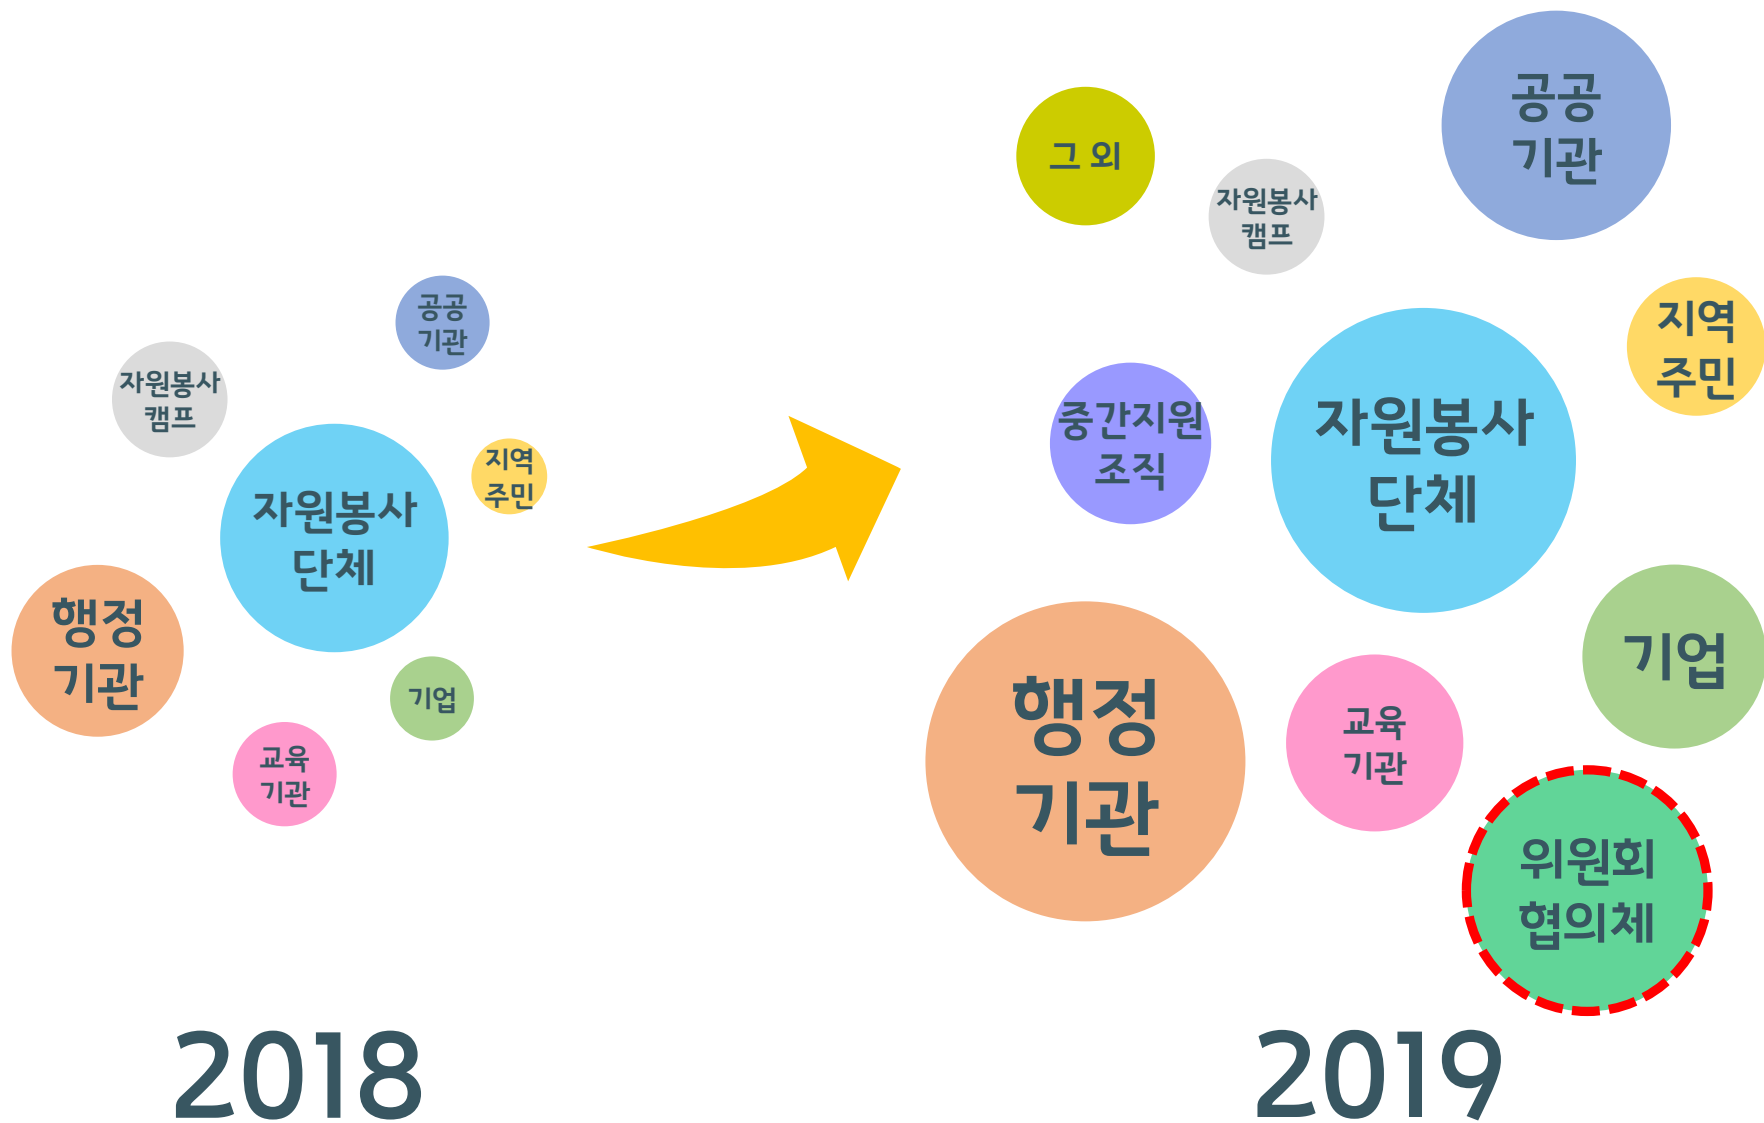 공공
기관
자원봉사
캠프
지역
주민
자원봉사
단체
행정
기관
기업
교육
기관
2018
공공
기관
그 외
자원봉사
캠프
지역
주민
중간지원
조직
자원봉사
단체
기업
행정
기관
교육
기관
위원회
협의체
2019